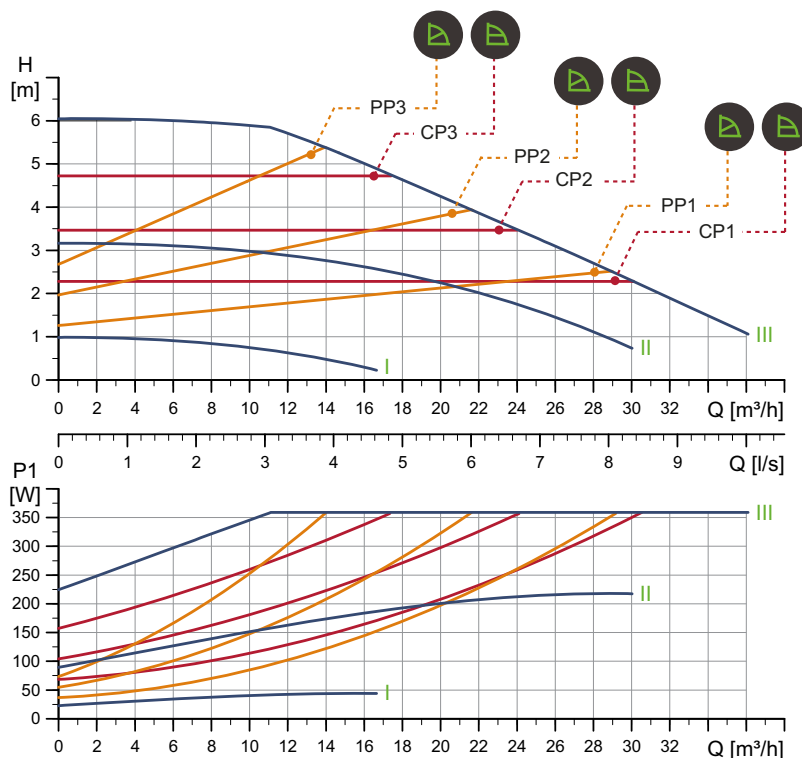 H
[m]
6
5
4
3
2
1
0
PP3
CP3
PP2
CP2
PP1
CP1
I
II
III
0 2 4 6 8 10 12 14 16 18 20 22 24 26 28 30 32 Q [m³/h]
0 1 2 3 4 5 6 7 8 9 Q [l/s]
P1
[W]
350
300
250
200
150
100
50
0
III
II
I
0 2 4 6 8 10 12 14 16 18 20 22 24 26 28 30 32 Q [m³/h]